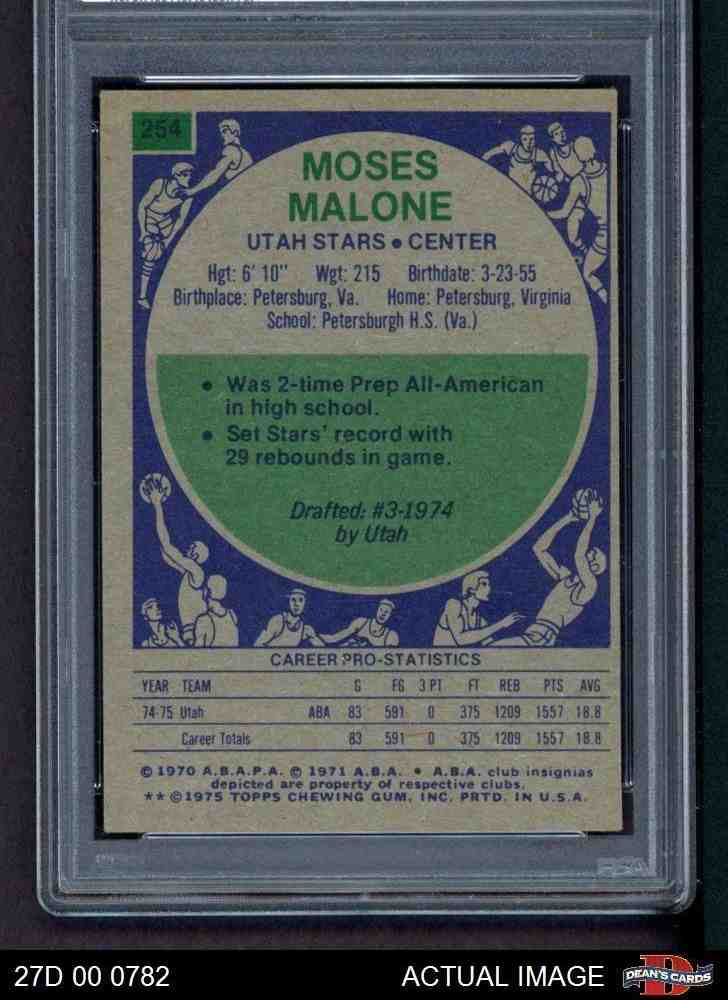 254
MOSES
MALONE
UTAH STARS • CENTER
Hgt: 6' 10" Wgt: 215 Birthdate: 3-23-55
Birthplace: Petersburg, Va. Home: Petersburg, Virginia
School: Petersburgh H.S. (Va.)
• Was 2-time Prep All-American
in high school.
• Set Stars' record with
29 rebounds in game.
Drafted: #3-1974
by Utah
CAREER PRO-STATISTICS
YEAR TEAM G FG 3 PT FT REB PTS AVG
74-75 Utah ABA 83 591 0 375 1209 1557 18.8
Career Totals 83 591 0 375 1209 1557 18.8
© 1970 A.B.A.P.A. © 1971 A.B.A. • A.B.A. club insignias
depicted are property of respective clubs.
** ©1975 TOPPS CHEWING GUM, INC. PRTD. IN U.S.A.
PSA
27D 00 0782 ACTUAL IMAGE DEAN'S CARDS